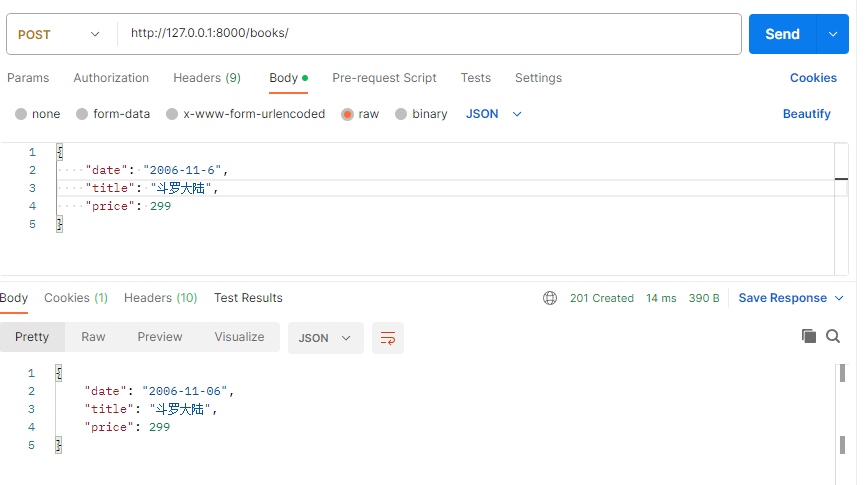 POST http://127.0.0.1:8000/books/ Send
Params Authorization Headers (9) Body Pre-request Script Tests Settings Cookies
none form-data x-www-form-urlencoded raw binary JSON Beautify
1 {
2 "date": "2006-11-6",
3 "title": "斗罗大陆",
4 "price": 299
5 }
Body Cookies (1) Headers (10) Test Results 201 Created 14 ms 390 B Save Response
Pretty Raw Preview Visualize JSON
1 {
2 "date": "2006-11-06",
3 "title": "斗罗大陆",
4 "price": 299
5 }